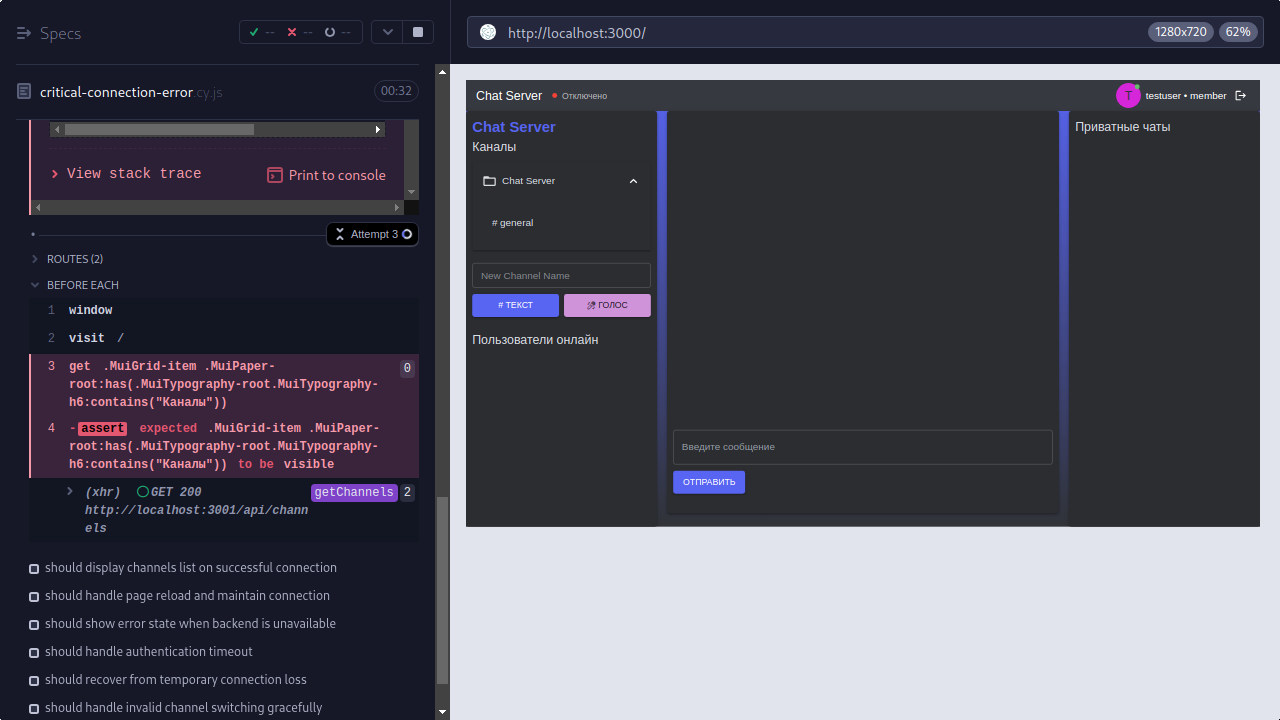 Specs
-- -- --
critical-connection-error.cy.js
00:32
View stack trace
Print to console
Attempt 3
ROUTES (2)
BEFORE EACH
1 window
2 visit /
3 get .MuiGrid-item .MuiPaper-
root:has(.MuiTypography-root.MuiTypography-
h6:contains("Каналы"))
0
4 -assert expected .MuiGrid-item .MuiPaper-
root:has(.MuiTypography-root.MuiTypography-
h6:contains("Каналы")) to be visible
(xhr) GET 200
http://localhost:3001/api/chann
els
getChannels 2
should display channels list on successful connection
should handle page reload and maintain connection
should show error state when backend is unavailable
should handle authentication timeout
should recover from temporary connection loss
should handle invalid channel switching gracefully
http://localhost:3000/
1280x720
62%
Chat Server
Отключено
T
testuser • member
Chat Server
Каналы
Chat Server
# general
New Channel Name
# ТЕКСТ
🎤 ГОЛОС
Пользователи онлайн
Введите сообщение
ОТПРАВИТЬ
Приватные чаты